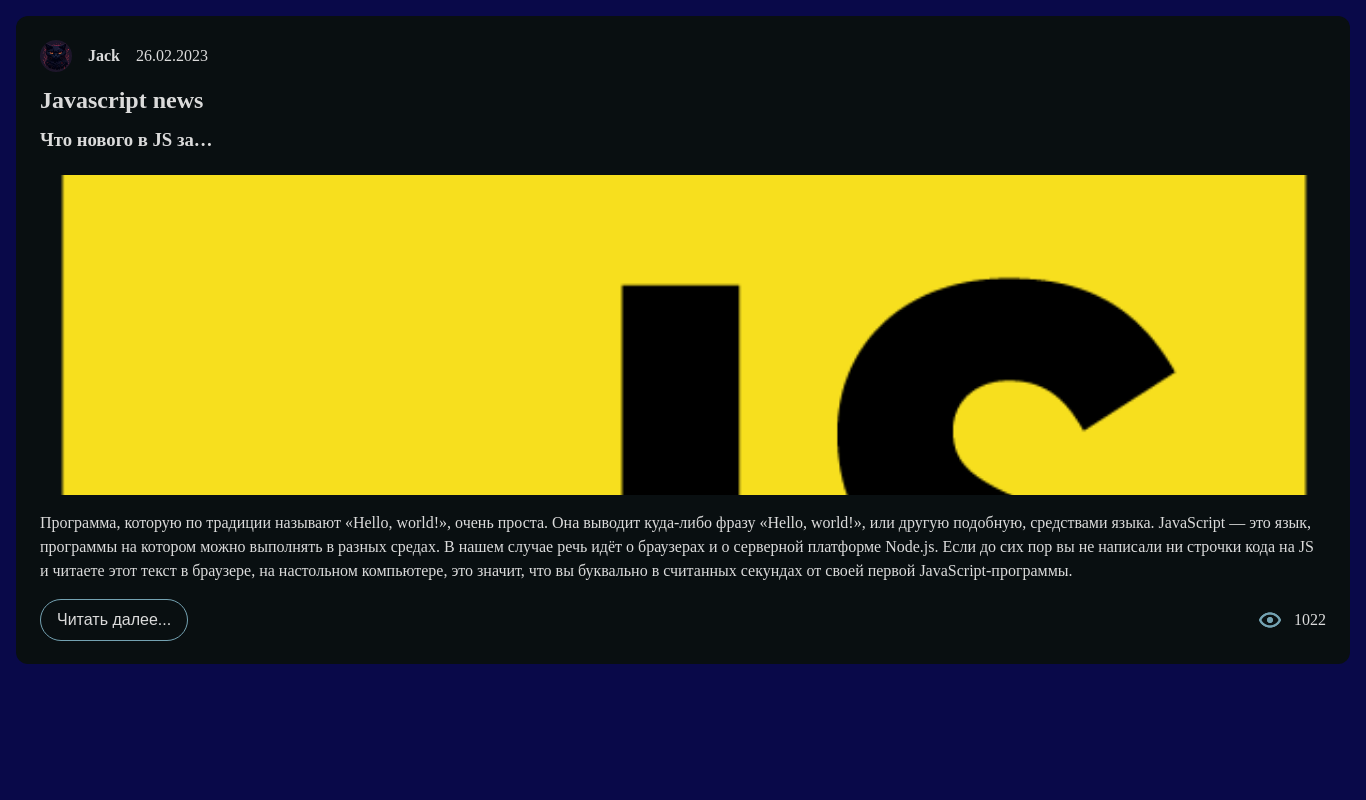 Jack 26.02.2023
Javascript news
Что нового в JS за…
JS
Программа, которую по традиции называют «Hello, world!», очень проста. Она выводит куда-либо фразу «Hello, world!», или другую подобную, средствами языка. JavaScript — это язык,
программы на котором можно выполнять в разных средах. В нашем случае речь идёт о браузерах и о серверной платформе Node.js. Если до сих пор вы не написали ни строчки кода на JS
и читаете этот текст в браузере, на настольном компьютере, это значит, что вы буквально в считанных секундах от своей первой JavaScript-программы.
Читать далее... 1022